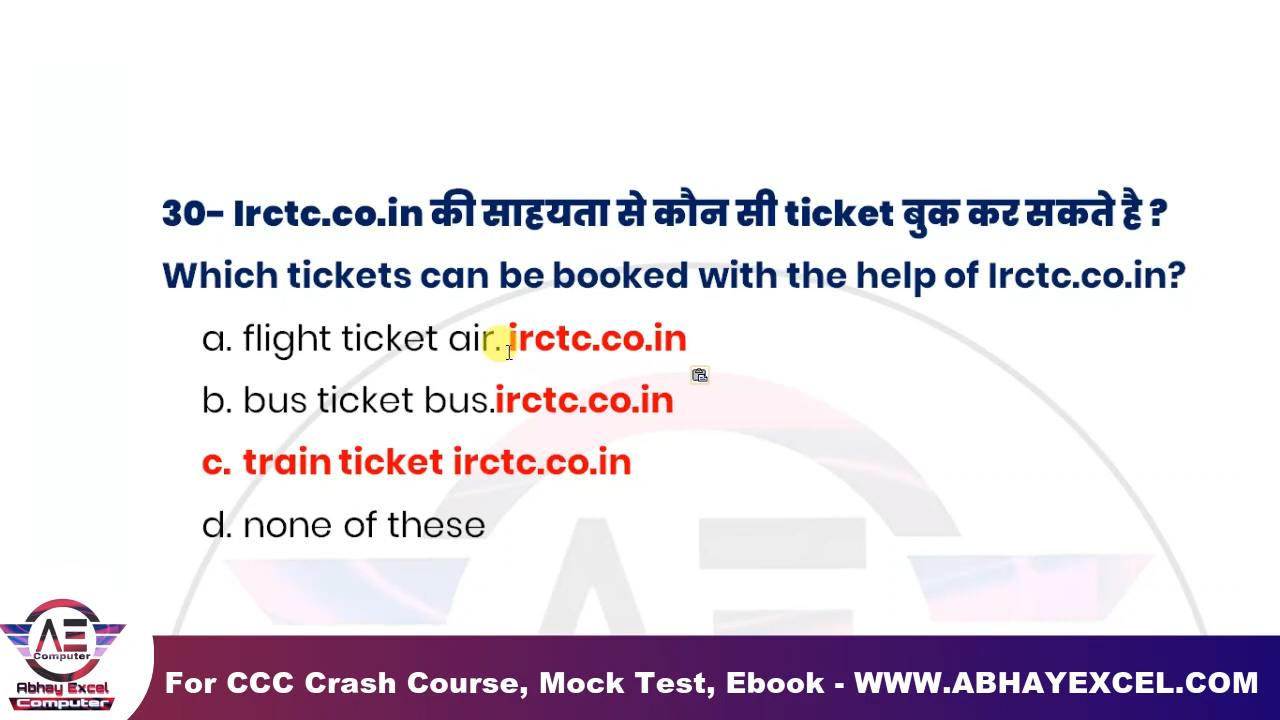 30- Irctc.co.in की साहयता से कौन सी ticket बुक कर सकते है ?
Which tickets can be booked with the help of Irctc.co.in?
a. flight ticket air. irctc.co.in
b. bus ticket bus.irctc.co.in
c. train ticket irctc.co.in
d. none of these
AE
Computer
Abhay Excel
Computer
For CCC Crash Course, Mock Test, Ebook - WWW.ABHAYEXCEL.COM